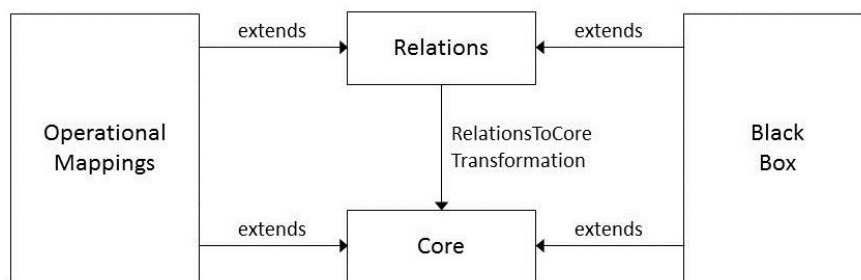 extends
Relations
extends
Operational
Mappings
RelationsToCore
Transformation
Black
Box
extends
Core
extends